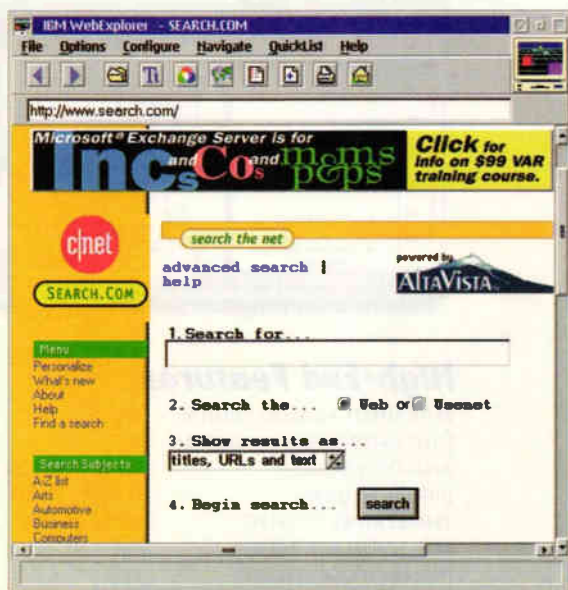 IBM WebExplorer - SEARCH.COM
File Options Configure Navigate QuickList Help
http://www.search.com/
Microsoft® Exchange Server is for
Incs and Cos and moms pops
Click for
info on $99 VAR
training course.
c|net
SEARCH.COM
search the net
advanced search |
help
powered by
ALTAVISTA
1. Search for...
Menu
Personalize
What's new
About
Help
Find a search
2. Search the... Web or Usenet
3. Show results as...
titles, URLs and text
Search Subjects
A-Z list
Arts
Automotive
Business
Computers
4. Begin search... search